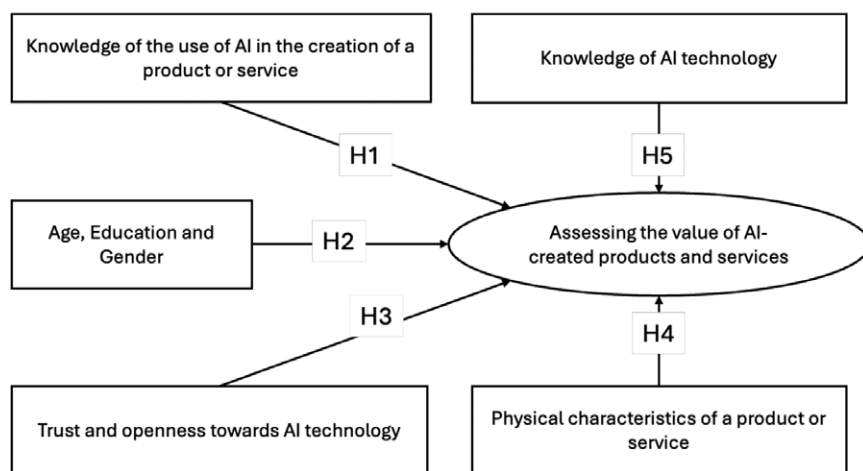 Knowledge of the use of AI in the creation of a
product or service
Knowledge of AI technology
H1
H5
Age, Education and
Gender
H2
Assessing the value of AI-
created products and services
H3
H4
Trust and openness towards AI technology
Physical characteristics of a product or
service